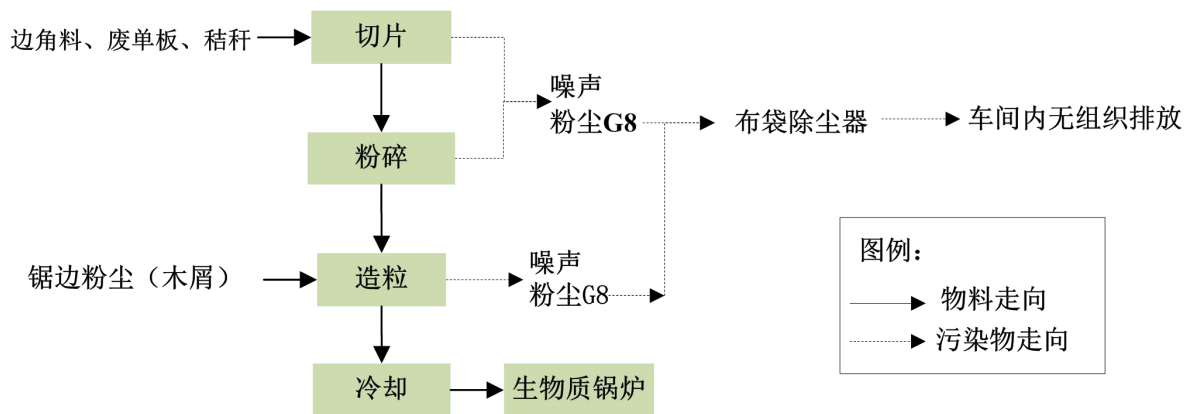 边角料、废单板、秸秆
切片
噪声
粉尘G8
布袋除尘器
车间内无组织排放
粉碎
锯边粉尘（木屑）
造粒
噪声
粉尘G8
冷却
生物质锅炉
图例：
物料走向
污染物走向